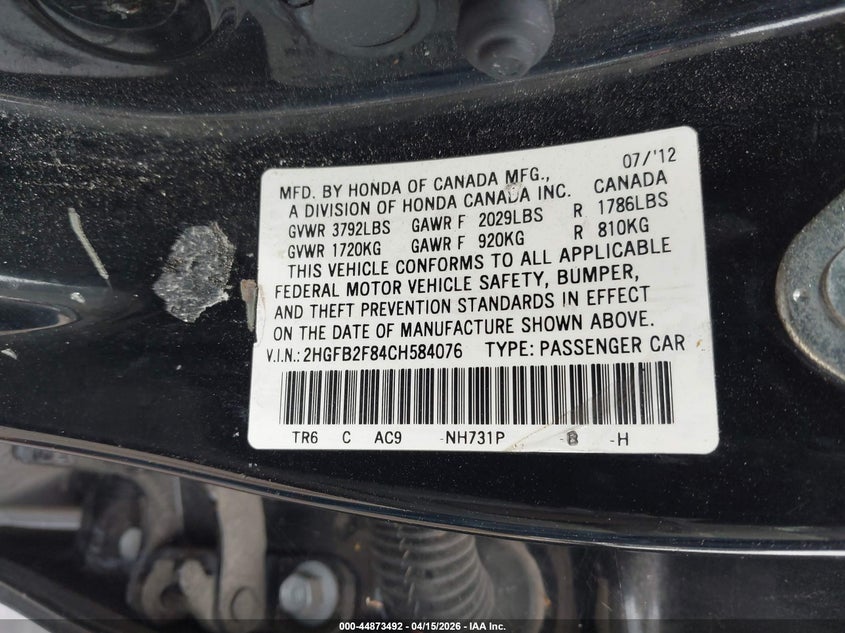 07/'12
MFD. BY HONDA OF CANADA MFG., CANADA
A DIVISION OF HONDA CANADA INC.
GVWR 3792LBS GAWR F 2029LBS R 1786LBS
GVWR 1720KG GAWR F 920KG R 810KG
THIS VEHICLE CONFORMS TO ALL APPLICABLE
FEDERAL MOTOR VEHICLE SAFETY, BUMPER,
AND THEFT PREVENTION STANDARDS IN EFFECT
ON THE DATE OF MANUFACTURE SHOWN ABOVE.
V.I.N.: 2HGFB2F84CH584076 TYPE: PASSENGER CAR
TR6 C AC9 -NH731P -B -H
000-44873492 - 04/15/2026 - IAA Inc.